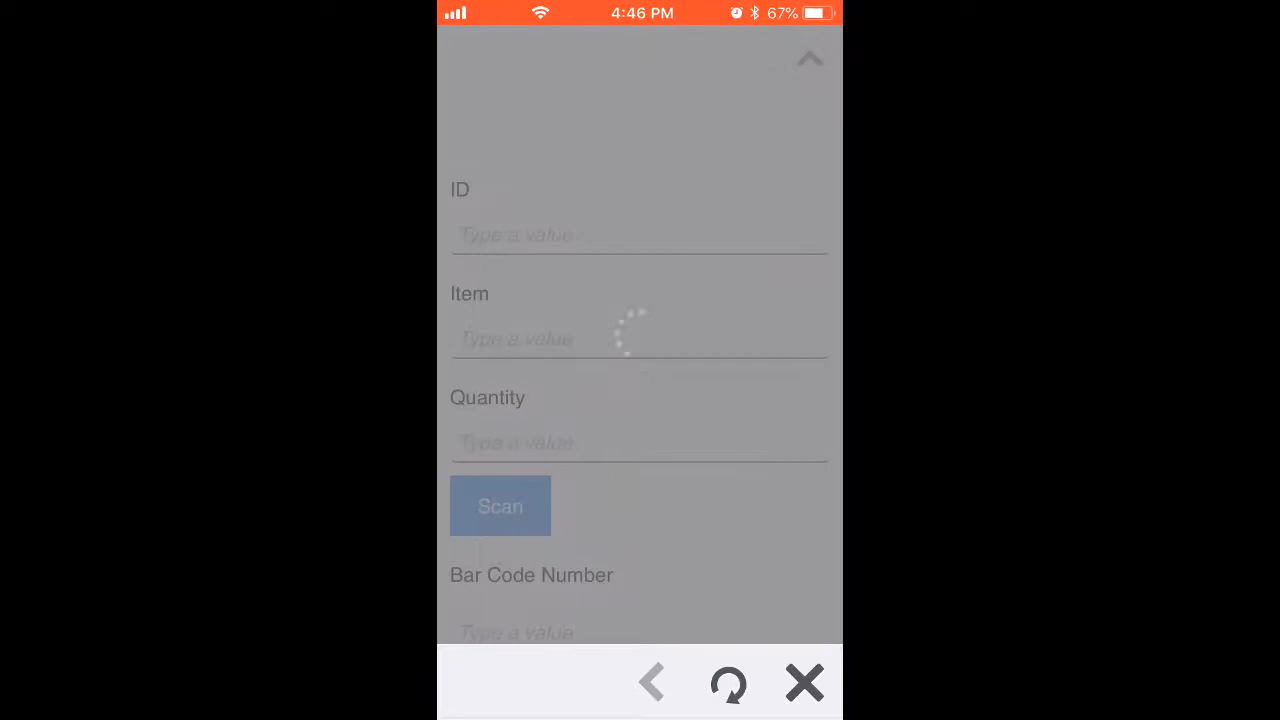 4:46 PM 67%
ID
Type a value
Item
Type a value
Quantity
Type a value
Scan
Bar Code Number
Type a value